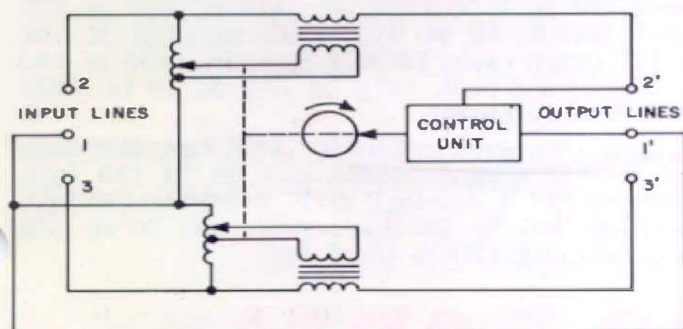 2
INPUT LINES
1
3
CONTROL
UNIT
2'
OUTPUT LINES
1'
3'